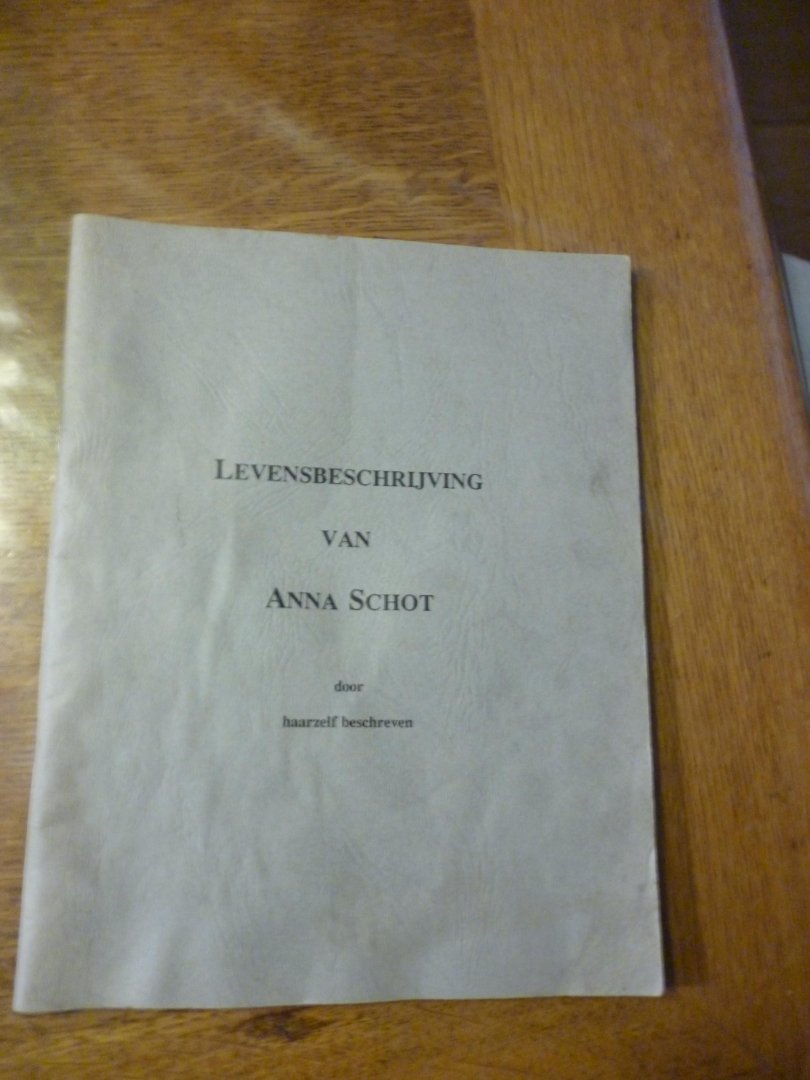 LEVENSBESCHRIJVING
VAN
ANNA SCHOT
door
haarzelf beschreven